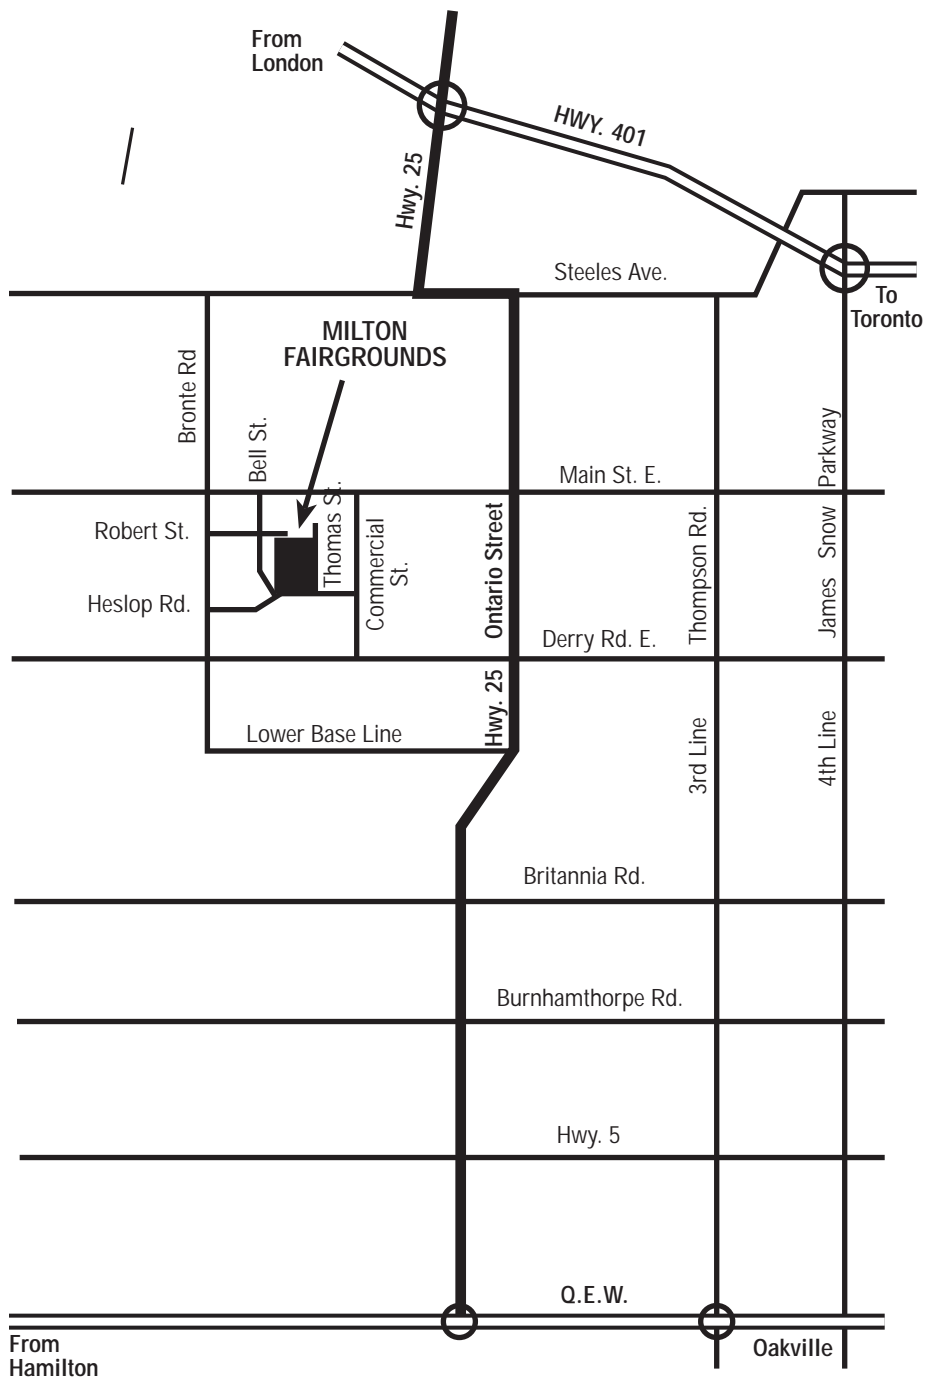 From
London
HWY. 401
Hwy. 25
Steeles Ave.
To
Toronto
MILTON
FAIRGROUNDS
Bronte Rd
Bell St.
Main St. E.
James Snow Parkway
Robert St.
Thomas St.
Commercial
St.
Ontario Street
Thompson Rd.
Heslop Rd.
Derry Rd. E.
Hwy. 25
Lower Base Line
3rd Line
4th Line
Britannia Rd.
Burnhamthorpe Rd.
Hwy. 5
Q.E.W.
From
Hamilton
Oakville